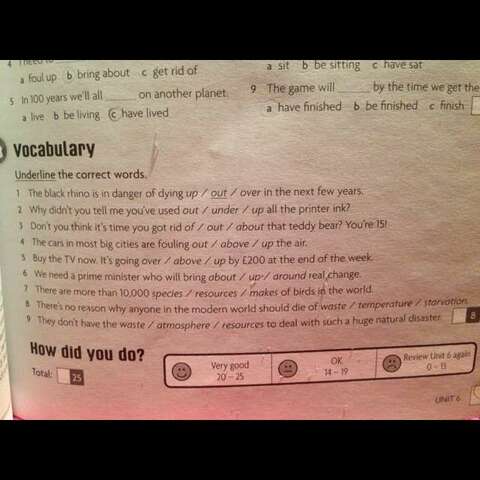 4 I need to
a foul up b bring about c get rid of
5 In 100 years we'll all ______ on another planet.
a live b be living c have lived
a sit b be sitting c have sat
9 The game will ______ by the time we get the
a have finished b be finished c finish
Vocabulary
Underline the correct words.
1 The black rhino is in danger of dying up / out / over in the next few years.
2 Why didn't you tell me you've used out / under / up all the printer ink?
3 Don't you think it's time you got rid of / out / about that teddy bear? You're 15!
4 The cars in most big cities are fouling out / above / up the air.
5 Buy the TV now. It's going over / above / up by £200 at the end of the week.
6 We need a prime minister who will bring about / up / around real change.
7 There are more than 10,000 species / resources / makes of birds in the world.
8 There's no reason why anyone in the modern world should die of waste / temperature / starvation.
9 They don't have the waste / atmosphere / resources to deal with such a huge natural disaster.
8
How did you do?
Total: 25
Very good
20 – 25
OK
14 – 19
Review Unit 6 again
0 – 13
UNIT 6